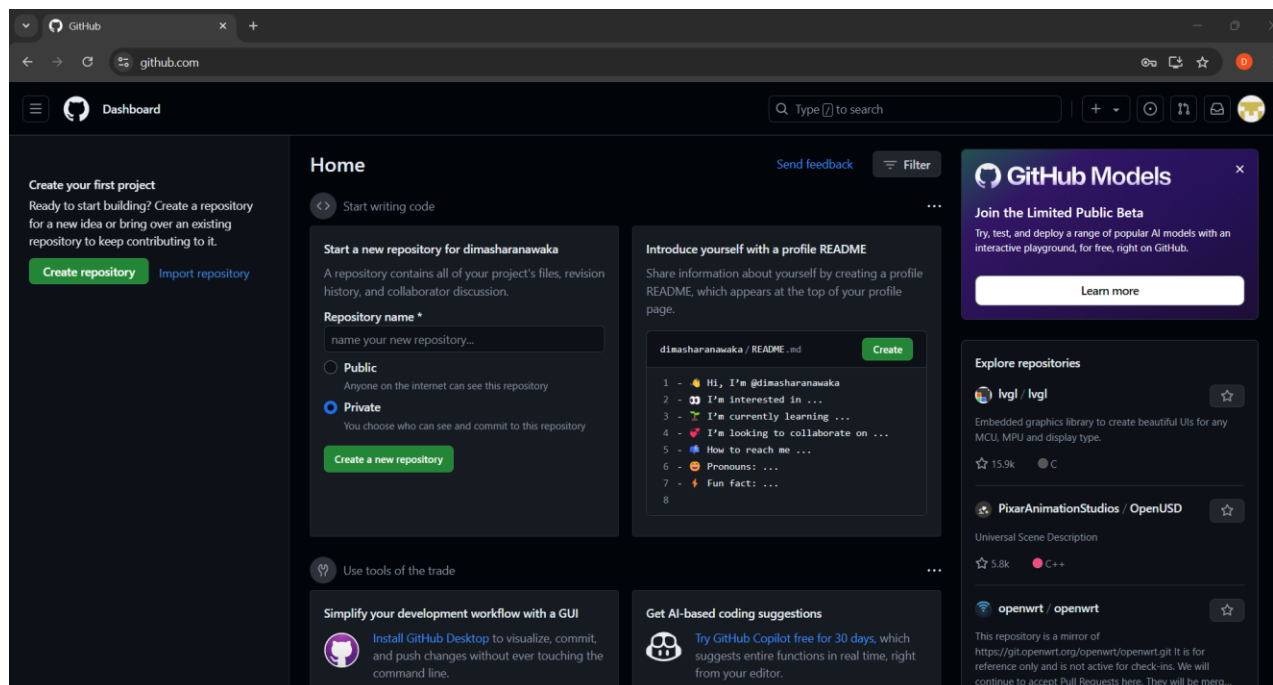 GitHub
github.com
D
Dashboard
Type / to search
Create your first project
Ready to start building? Create a repository
for a new idea or bring over an existing
repository to keep contributing to it.
Create repository
Import repository
Home
Send feedback
Filter
Start writing code
Start a new repository for dimasharanawaka
A repository contains all of your project's files, revision
history, and collaborator discussion.
Repository name *
name your new repository...
Public
Anyone on the internet can see this repository
Private
You choose who can see and commit to this repository
Create a new repository
Introduce yourself with a profile README
Share information about yourself by creating a profile
README, which appears at the top of your profile
page.
dimasharanawaka / README.md
Create
1 - 👋 Hi, I'm @dimasharanawaka
2 - 👀 I'm interested in ...
3 - 🌱 I'm currently learning ...
4 - 💞️ I'm looking to collaborate on ...
5 - 📫 How to reach me ...
6 - 😄 Pronouns: ...
7 - ⚡ Fun fact: ...
8
Use tools of the trade
Simplify your development workflow with a GUI
Install GitHub Desktop to visualize, commit,
and push changes without ever touching the
command line.
Get AI-based coding suggestions
Try GitHub Copilot free for 30 days, which
suggests entire functions in real time, right
from your editor.
GitHub Models
Join the Limited Public Beta
Try, test, and deploy a range of popular AI models with an
interactive playground, for free, right on GitHub.
Learn more
Explore repositories
lvgl / lvgl
Embedded graphics library to create beautiful UIs for any
MCU, MPU and display type.
15.9k C
PixarAnimationStudios / OpenUSD
Universal Scene Description
5.8k C++
openwrt / openwrt
This repository is a mirror of
https://git.openwrt.org/openwrt/openwrt.git It is for
reference only and is not active for check-ins. We will
continue to accept Pull Requests here. They will be merg...